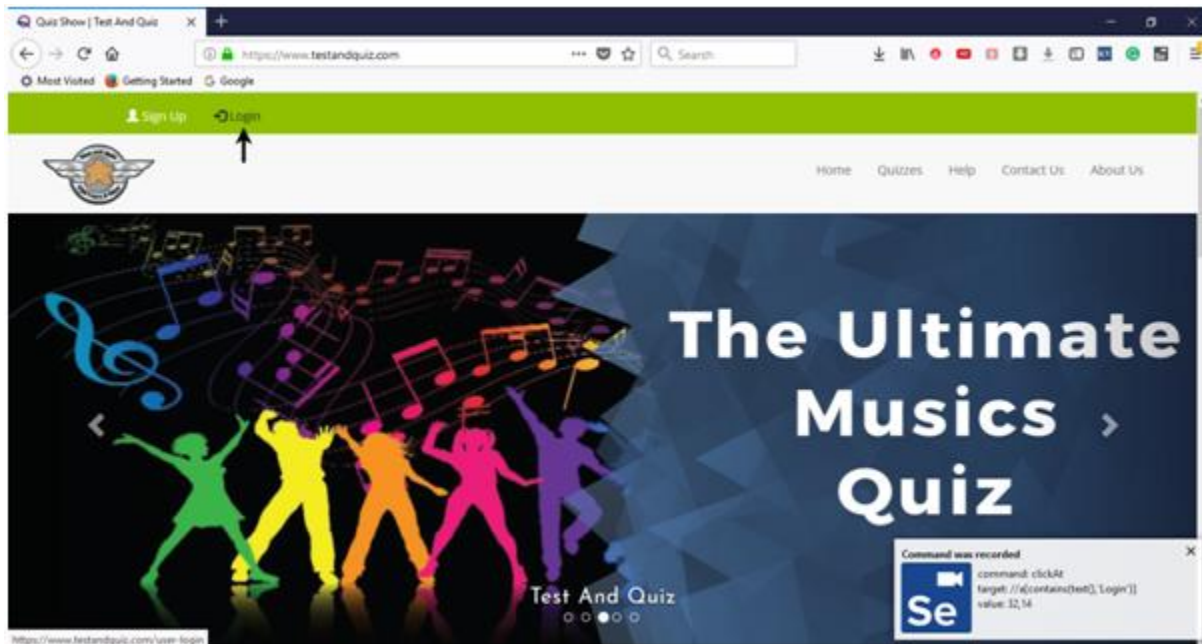 Quiz Show | Test And Quiz
https://www.testandquiz.com
Search
Most Visited Getting Started Google
Sign Up Login
Home Quizzes Help Contact Us About Us
The Ultimate
Musics
Quiz
Test And Quiz
Command was recorded
command: clickAt
target: //a[contains(text(),'Login')]
value: 32,14
Se
https://www.testandquiz.com/user-login